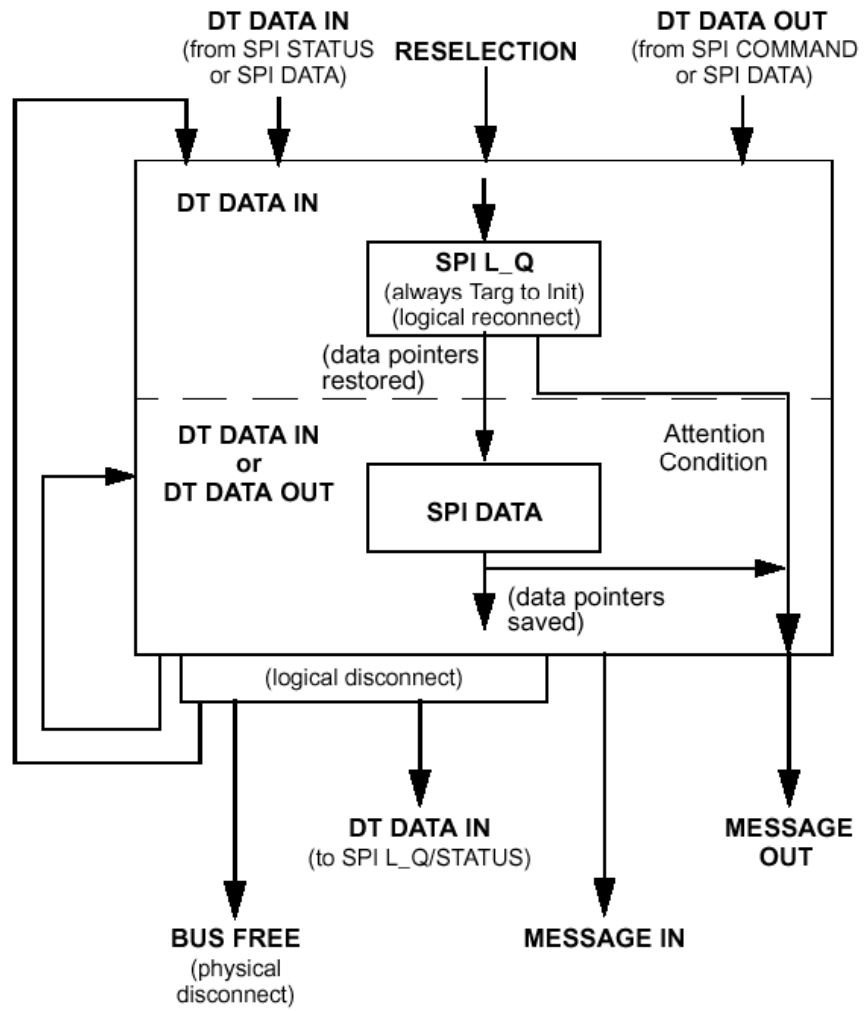 DT DATA IN
(from SPI STATUS
or SPI DATA)
RESELECTION
DT DATA OUT
(from SPI COMMAND
or SPI DATA)
DT DATA IN
SPI L_Q
(always Targ to Init)
(logical reconnect)
(data pointers
restored)
DT DATA IN
or
DT DATA OUT
Attention
Condition
SPI DATA
(data pointers
saved)
(logical disconnect)
DT DATA IN
(to SPI L_Q/STATUS)
MESSAGE
OUT
BUS FREE
(physical
disconnect)
MESSAGE IN